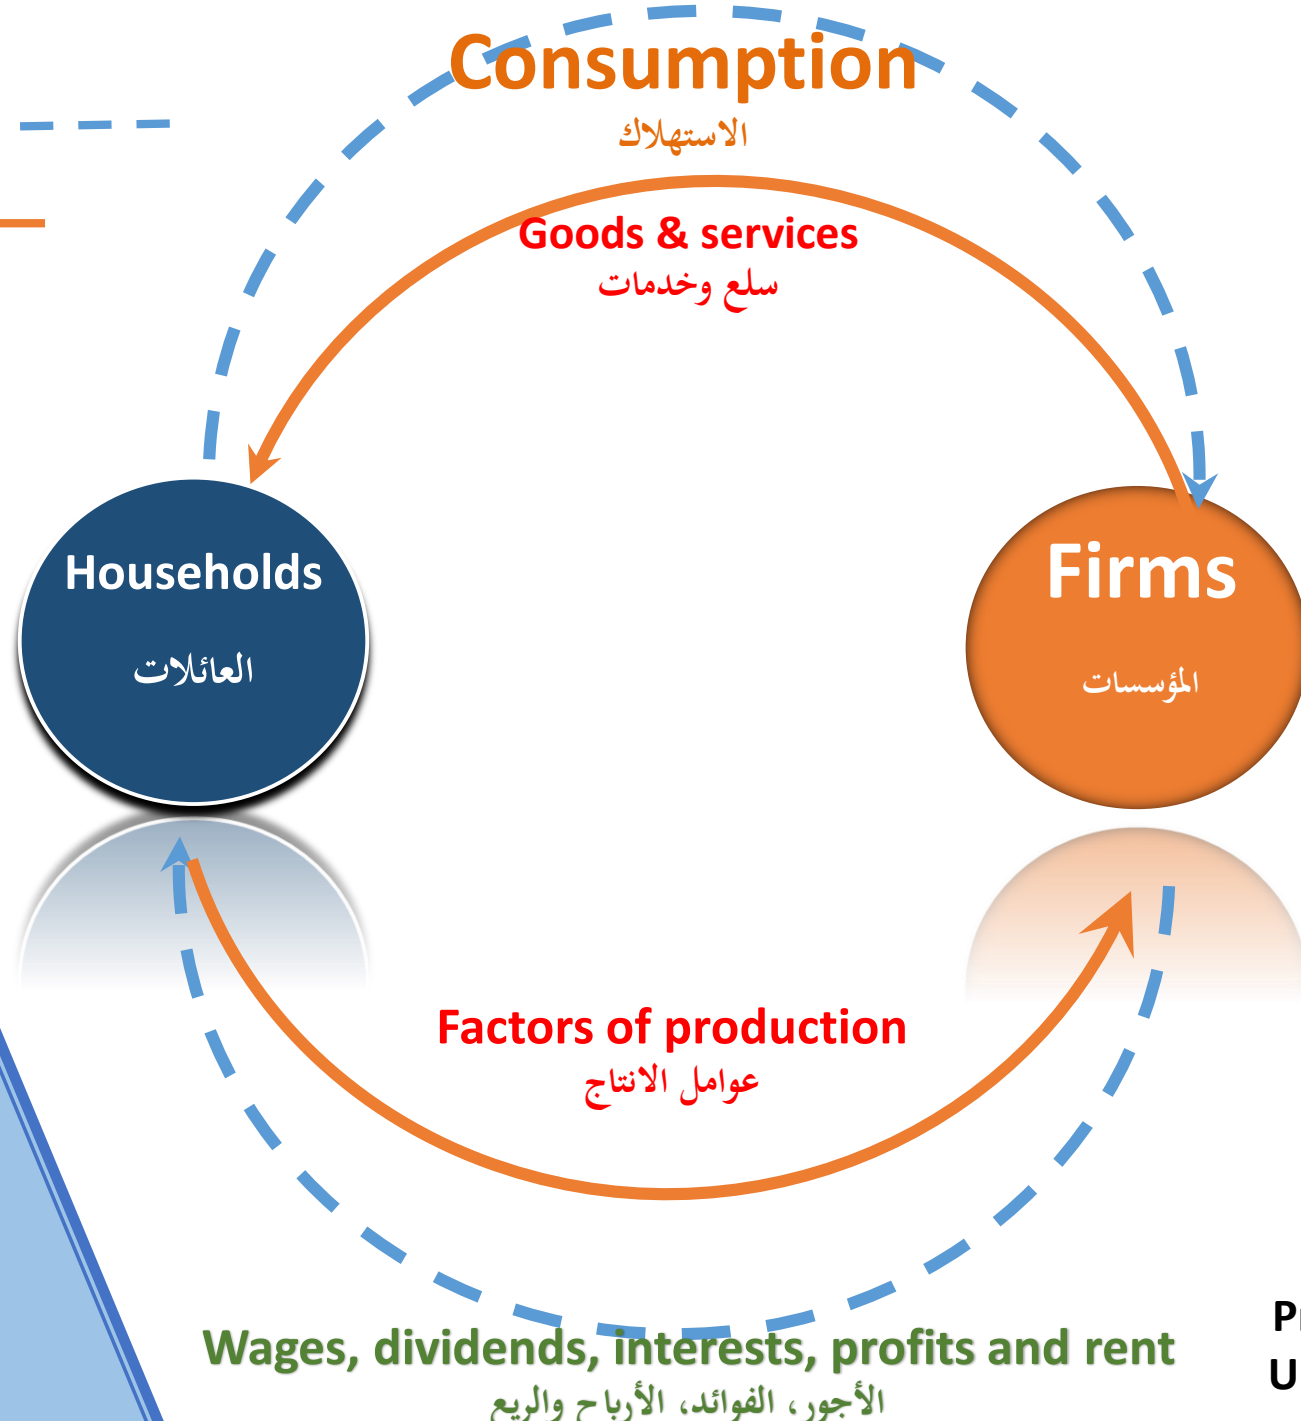 Consumption
الاستهلاك
Goods & services
سلع وخدمات
Households
العائلات
Firms
المؤسسات
Factors of production
عوامل الانتاج
Wages, dividends, interests, profits and rent
الأجور، الفوائد، الأرباح والريع